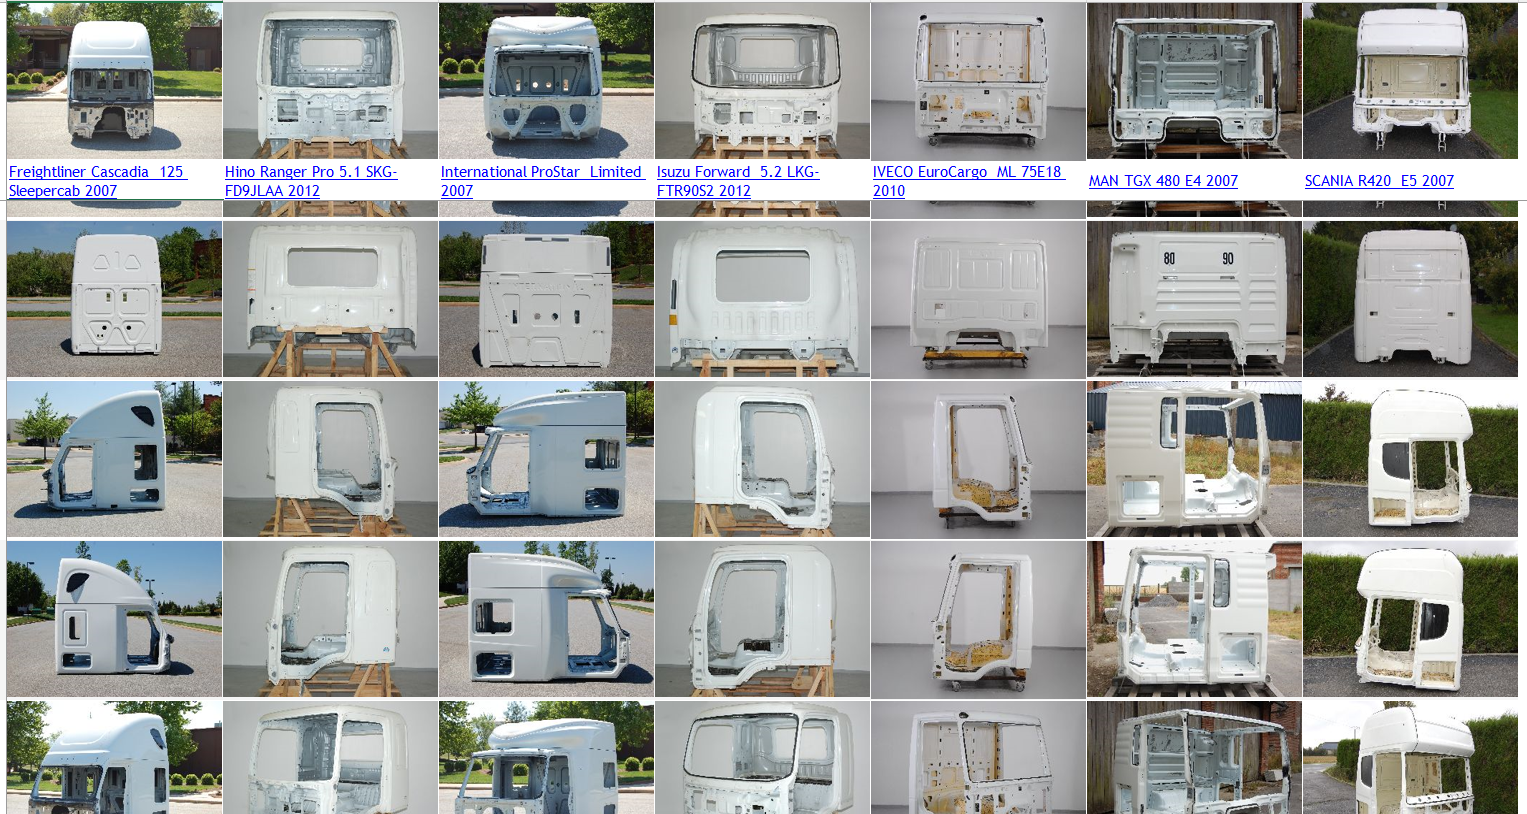 Freightliner Cascadia 125
Sleepercab 2007
Hino Ranger Pro 5.1 SKG-
FD9JLAA 2012
International ProStar Limited
2007
Isuzu Forward 5.2 LKG-
FTR90S2 2012
IVECO EuroCargo ML 75E18
2010
MAN TGX 480 E4 2007
SCANIA R420 E5 2007
80
90